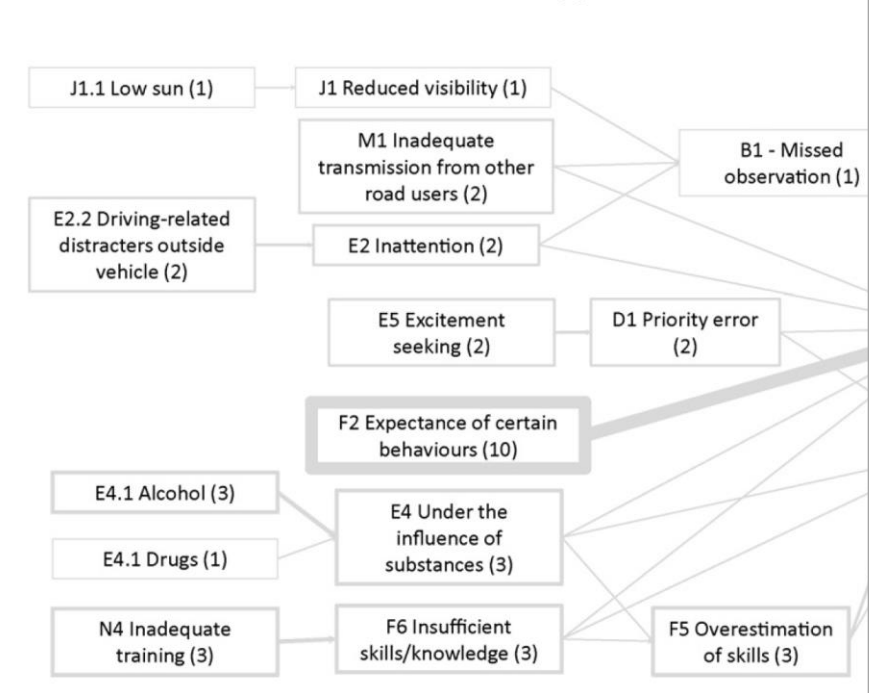 J1.1 Low sun (1)
J1 Reduced visibility (1)
M1 Inadequate
transmission from other
road users (2)
B1 - Missed
observation (1)
E2.2 Driving-related
distracters outside
vehicle (2)
E2 Inattention (2)
E5 Excitement
seeking (2)
D1 Priority error
(2)
F2 Expectance of certain
behaviours (10)
E4.1 Alcohol (3)
E4 Under the
influence of
substances (3)
E4.1 Drugs (1)
N4 Inadequate
training (3)
F6 Insufficient
skills/knowledge (3)
F5 Overestimation
of skills (3)